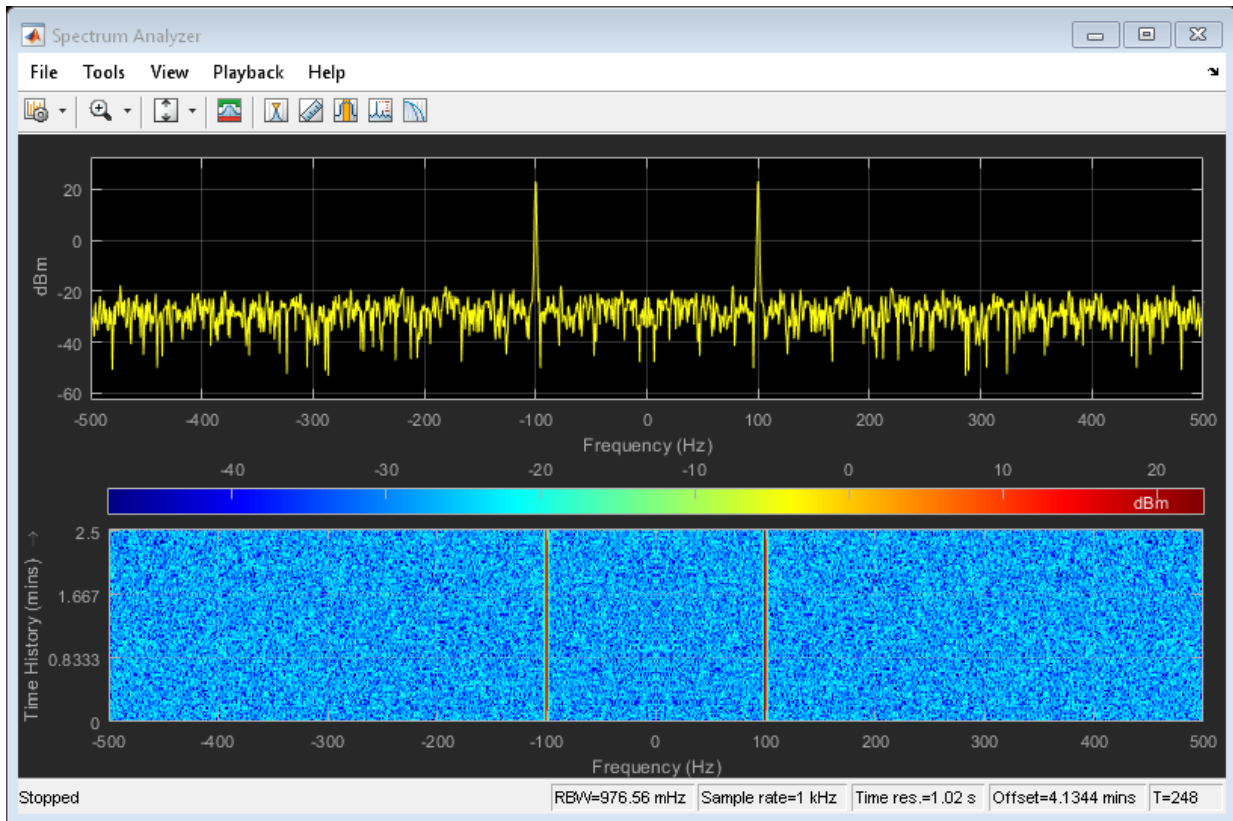 Spectrum Analyzer
File Tools View Playback Help
dBm
20
0
-20
-40
-60
-500 -400 -300 -200 -100 0 100 200 300 400 500
Frequency (Hz)
-40 -30 -20 -10 0 10 20
dBm
Time History (mins) →
2.5
1.667
0.8333
0
-500 -400 -300 -200 -100 0 100 200 300 400 500
Frequency (Hz)
Stopped RBW=976.56 mHz Sample rate=1 kHz Time res.=1.02 s Offset=4.1344 mins T=248